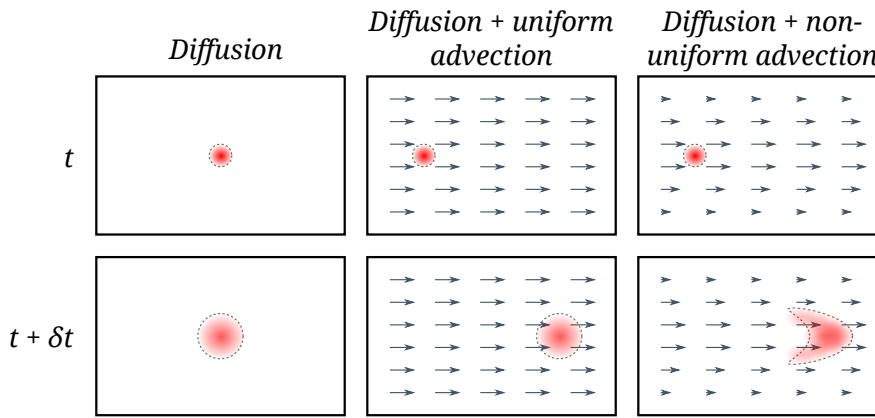 Diffusion
Diffusion + uniform
advection
Diffusion + non-
uniform advection
t
t + δt